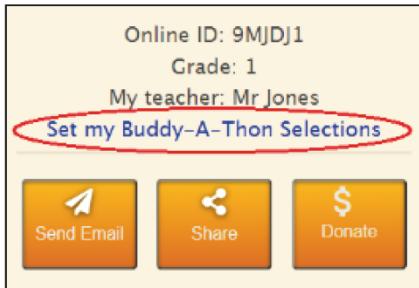 Online ID: 9MJDJ1
Grade: 1
My teacher: Mr Jones
Set my Buddy-A-Thon Selections
Send Email
Share
$
Donate